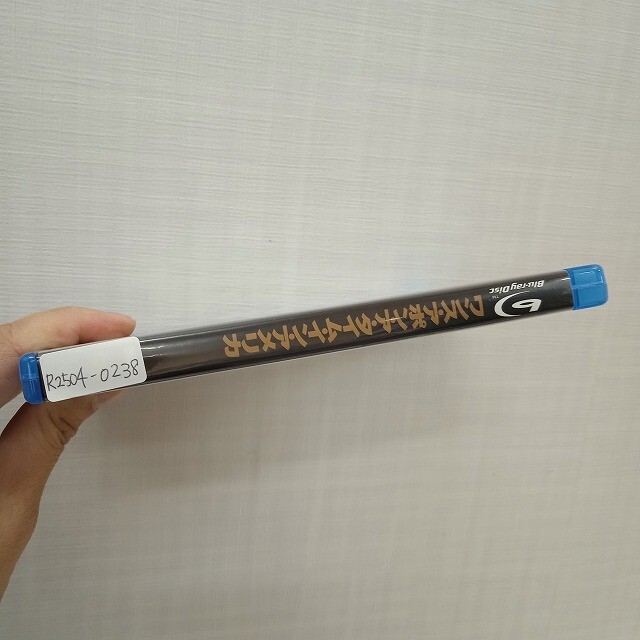 Blu-ray Disc
TM
ワンス・アポン・ア・タイム・イン・アメリカ
R2504-0238